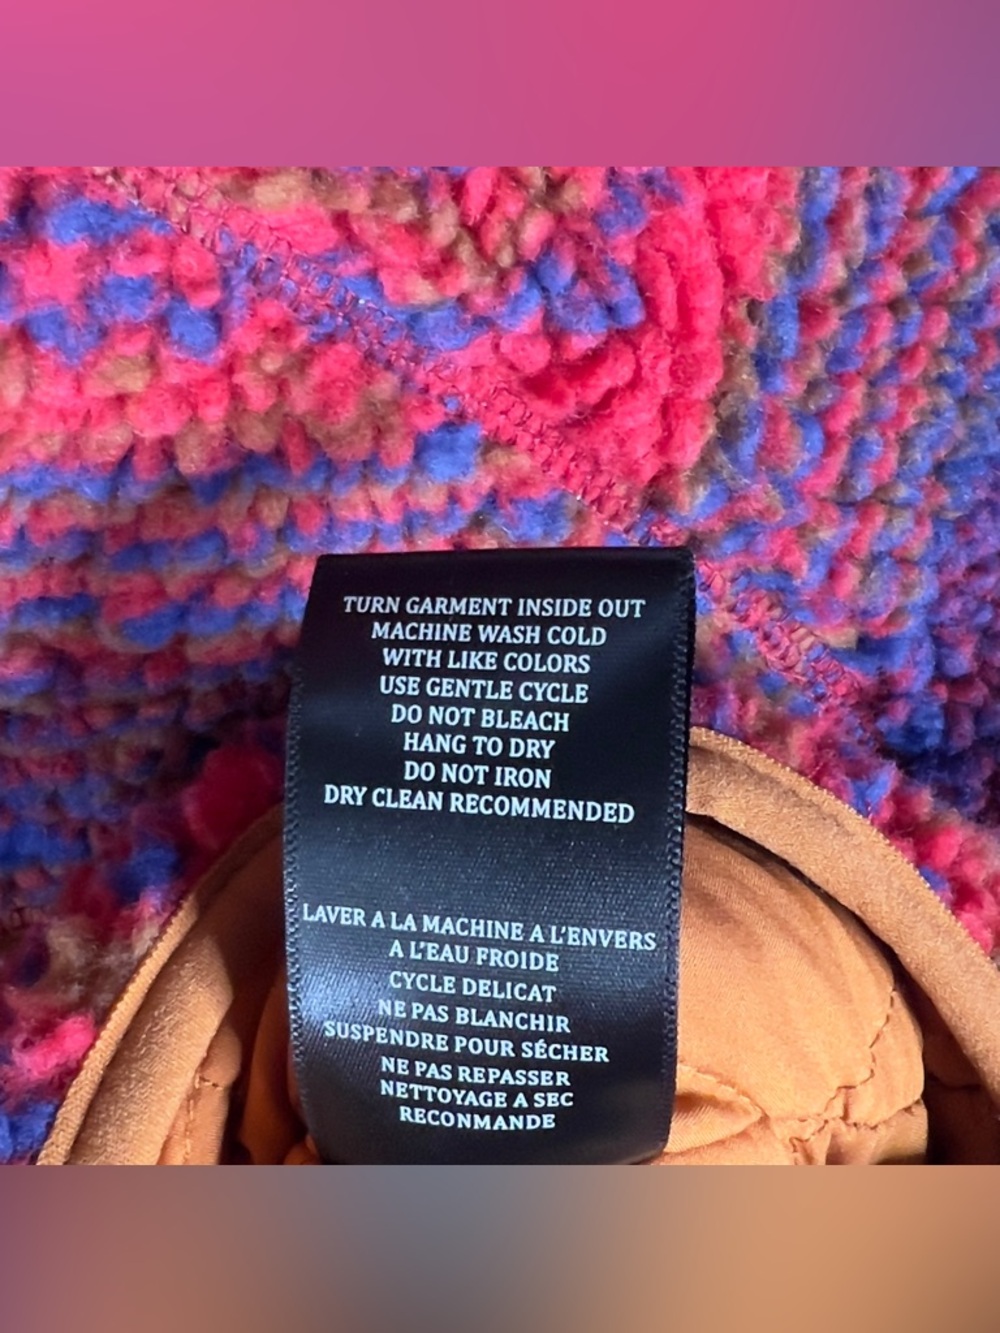 TURN GARMENT INSIDE OUT
MACHINE WASH COLD
WITH LIKE COLORS
USE GENTLE CYCLE
DO NOT BLEACH
HANG TO DRY
DO NOT IRON
DRY CLEAN RECOMMENDED
LAVER A LA MACHINE A L'ENVERS
A L'EAU FROIDE
CYCLE DELICAT
NE PAS BLANCHIR
SUSPENDRE POUR SÉCHER
NE PAS REPASSER
NETTOYAGE A SEC
RECONMANDE